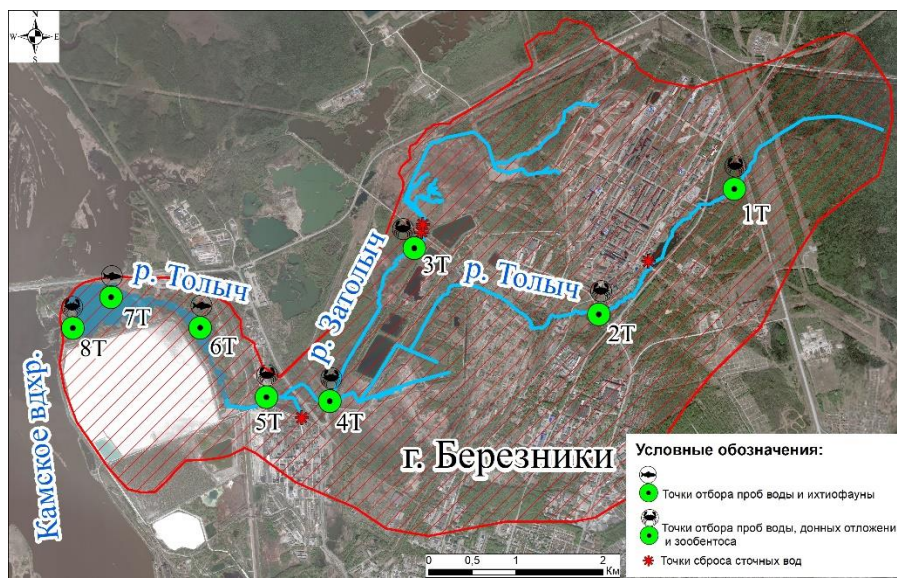 N
W E
S
1Т
3Т
р. Затолыч
р. Толыч
р. Толыч
2Т
7Т
8Т
6Т
5Т
4Т
Камское вдхр.
г. Березники
Условные обозначения:
Точки отбора проб воды и ихтиофауны
Точки отбора проб воды, донных отложени
и зообентоса
Точки сброса сточных вод
0 0,5 1 2
Км